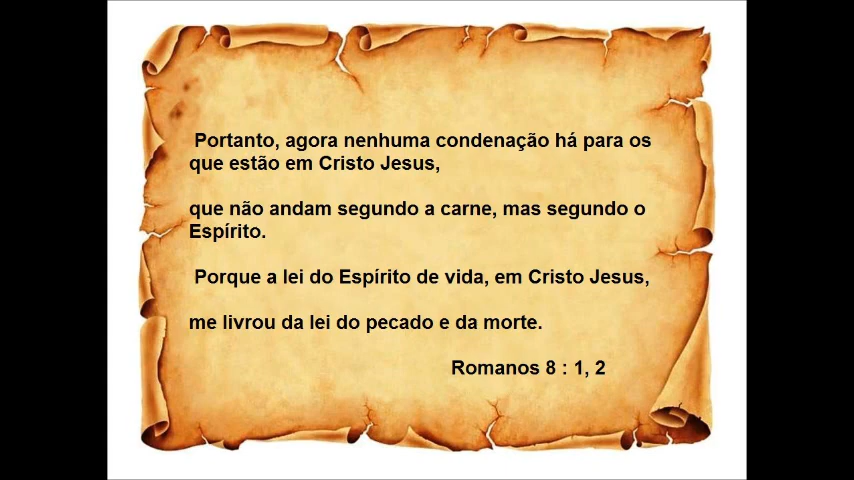 Portanto, agora nenhuma condenação há para os
que estão em Cristo Jesus,
que não andam segundo a carne, mas segundo o
Espírito.
Porque a lei do Espírito de vida, em Cristo Jesus,
me livrou da lei do pecado e da morte.
Romanos 8 : 1, 2